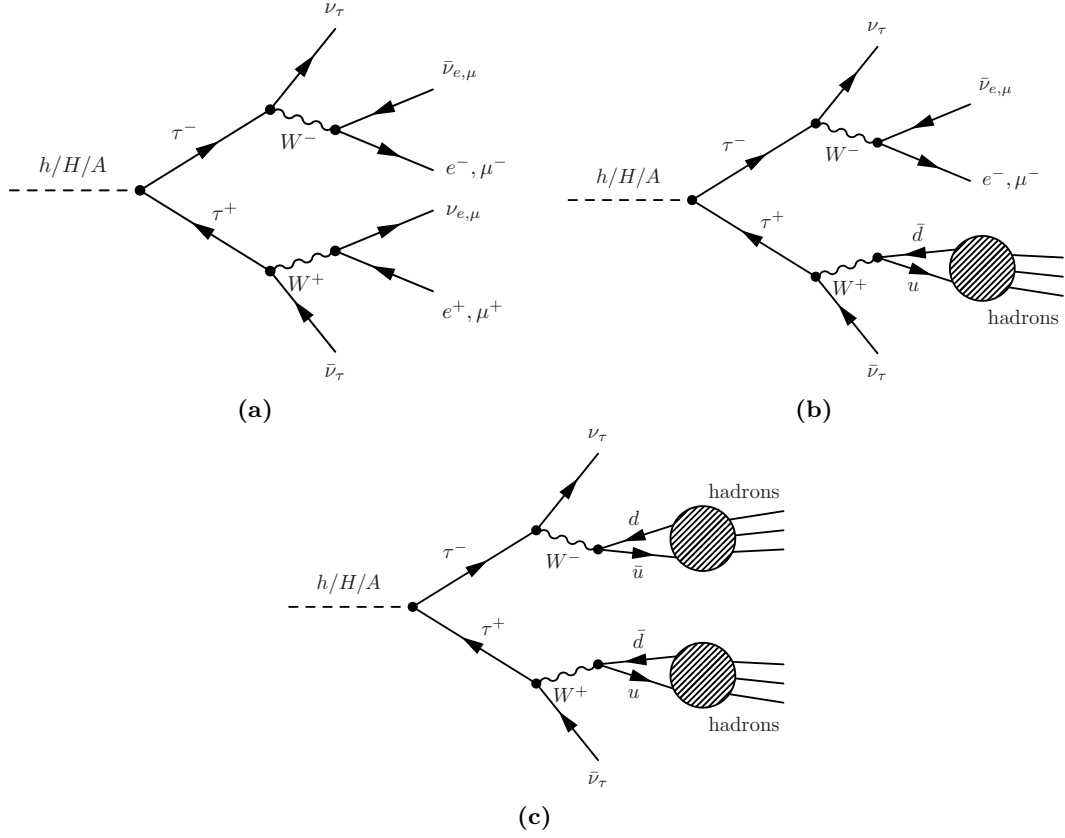 ν_τ
ν̄_{e,μ}
τ⁻
W⁻
h/H/A
e⁻, μ⁻
τ⁺
ν_{e,μ}
W⁺
e⁺, μ⁺
ν̄_τ
(a)
ν_τ
ν̄_{e,μ}
τ⁻
W⁻
h/H/A
e⁻, μ⁻
τ⁺
d̄
W⁺
u
hadrons
ν̄_τ
(b)
ν_τ
hadrons
d
τ⁻
W⁻
ū
h/H/A
τ⁺
d̄
W⁺
u
hadrons
ν̄_τ
(c)